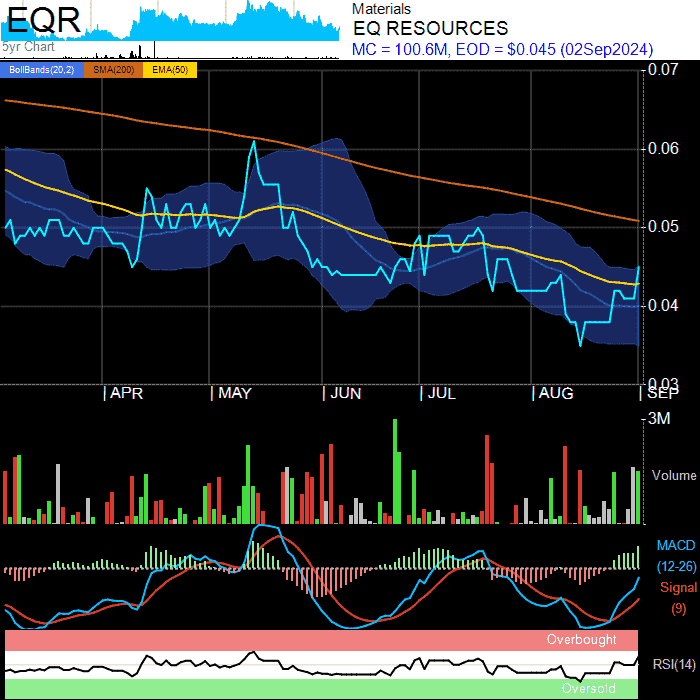 EQR
5yr Chart
Materials
EQ RESOURCES
MC = 100.6M, EOD = $0.045 (02Sep2024)
BollBands(20,2) SMA(200) EMA(50)
0.07
0.06
0.05
0.04
0.03
APR MAY JUN JUL AUG SEP
3M
Volume
MACD
(12-26)
Signal
(9)
Overbought
RSI(14)
Oversold